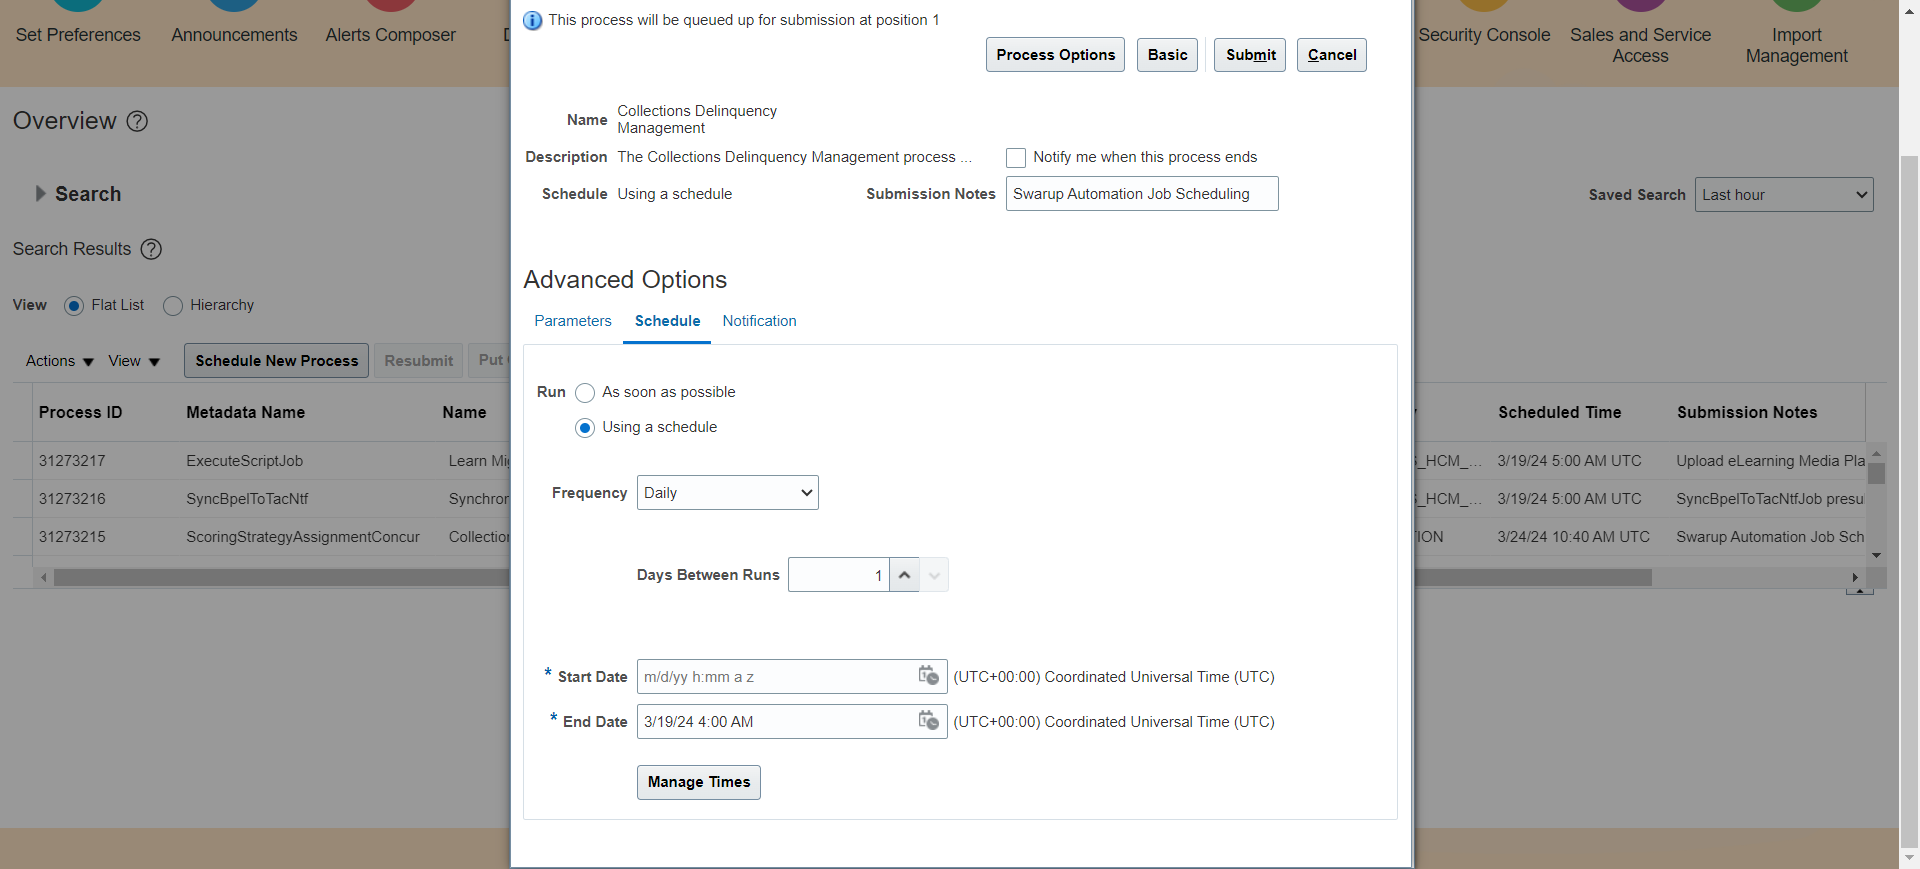 Set Preferences
Announcements
Alerts Composer
D
Security Console
Sales and Service
Access
Import
Management
Overview
Search
Saved Search
Last hour
Search Results
View
Flat List
Hierarchy
Actions
View
Schedule New Process
Resubmit
Put
Process ID
Metadata Name
Name
Scheduled Time
Submission Notes
31273217
ExecuteScriptJob
Learn Mi
_HCM_...
3/19/24 5:00 AM UTC
Upload eLearning Media Pla
31273216
SyncBpelToTacNtf
Synchror
_HCM_...
3/19/24 5:00 AM UTC
SyncBpelToTacNtfJob presu
31273215
ScoringStrategyAssignmentConcur
Collection
ION
3/24/24 10:40 AM UTC
Swarup Automation Job Sch
This process will be queued up for submission at position 1
Process Options
Basic
Submit
Cancel
Name
Collections Delinquency
Management
Description
The Collections Delinquency Management process ...
Notify me when this process ends
Schedule
Using a schedule
Submission Notes
Swarup Automation Job Scheduling
Advanced Options
Parameters
Schedule
Notification
Run
As soon as possible
Using a schedule
Frequency
Daily
Days Between Runs
1
* Start Date
m/d/yy h:mm a z
(UTC+00:00) Coordinated Universal Time (UTC)
* End Date
3/19/24 4:00 AM
(UTC+00:00) Coordinated Universal Time (UTC)
Manage Times